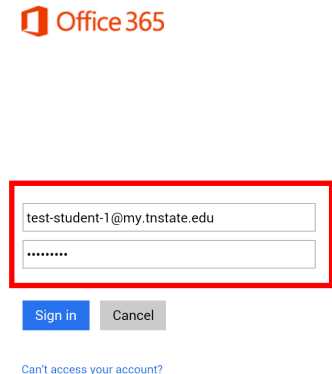 Office 365
test-student-1@my.tnstate.edu
•••••••••
Sign in Cancel
Can't access your account?